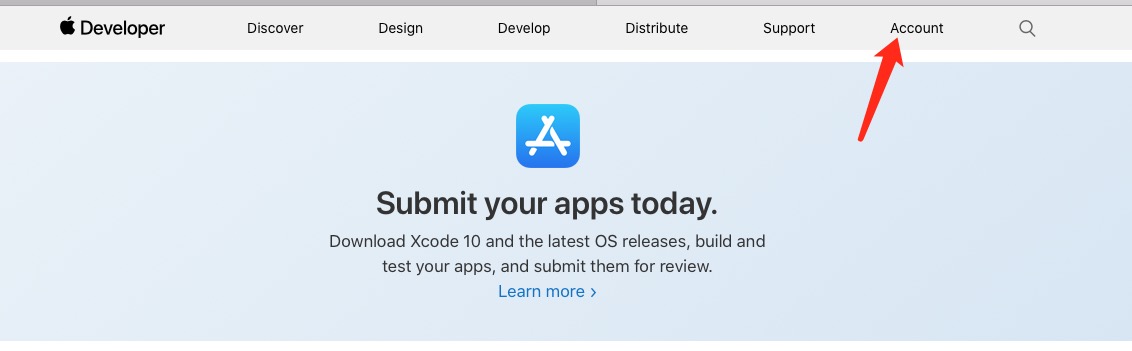 Developer Discover Design Develop Distribute Support Account
Submit your apps today.
Download Xcode 10 and the latest OS releases, build and
test your apps, and submit them for review.
Learn more ›